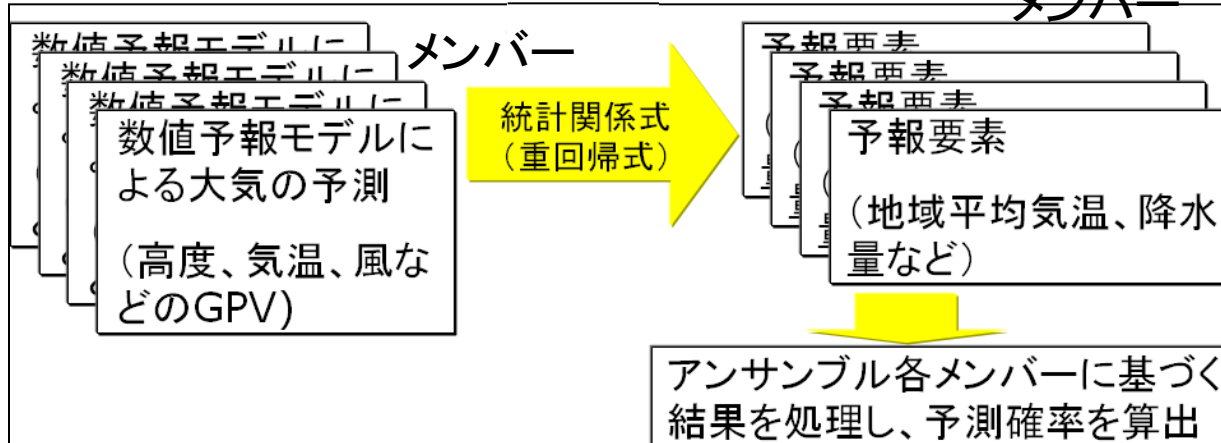 メンバー
メンバー
数値予報モデルに
数値予報モデルに
数値予報モデルに
数値予報モデルに
よる大気の予測
(高度、気温、風な
どのGPV)
統計関係式
(重回帰式)
予報要素
予報要素
予報要素
予報要素
(地域平均気温、降水
量など)
アンサンブル各メンバーに基づく
結果を処理し、予測確率を算出